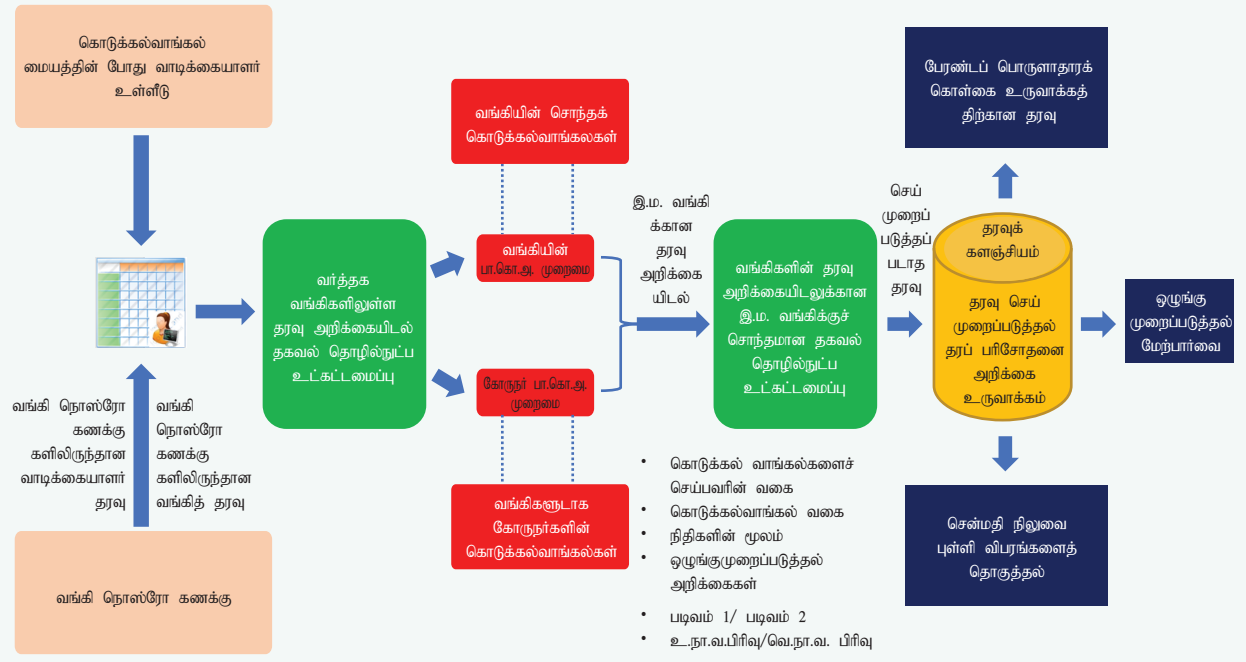 கொடுக்கல்வாங்கல்
மையத்தின் போது வாடிக்கையாளர்
உள்ளீடு
வங்கி நொஸ்ரோ
கணக்கு
களிலிருந்தான
வாடிக்கையாளர்
தரவு
வங்கி
நொஸ்ரோ
கணக்கு
களிலிருந்தான
வங்கித் தரவு
வங்கி நொஸ்ரோ கணக்கு
வர்த்தக
வங்கிகளிலுள்ள
தரவு அறிக்கையிடல்
தகவல் தொழில்நுட்ப
உட்கட்டமைப்பு
வங்கியின் சொந்தக்
கொடுக்கல்வாங்கலகள்
வங்கியின்
பா.கொ.அ. முறைமை
கோருநர் பா.கொ.அ.
முறைமை
வங்கிகளூடாக
கோருநர்களின்
கொடுக்கல்வாங்கல்கள்
இ.ம. வங்கி
க்கான
தரவு
அறிக்கை
யிடல்
வங்கிகளின் தரவு
அறிக்கையிடலுக்கான
இ.ம. வங்கிக்குச்
சொந்தமான தகவல்
தொழில்நுட்ப
உட்கட்டமைப்பு
• கொடுக்கல் வாங்கல்களைச்
செய்பவரின் வகை
• கொடுக்கல்வாங்கல் வகை
• நிதிகளின் மூலம்
• ஒழுங்குமுறைப்படுத்தல்
அறிக்கைகள்
• படிவம் 1/ படிவம் 2
• உ.நா.வ.பிரிவு/வெ.நா.வ. பிரிவு
செய்
முறைப்
படுத்தப்
படாத
தரவு
பேரண்டப் பொருளாதாரக்
கொள்கை உருவாக்கத்
திற்கான தரவு
தரவுக்
களஞ்சியம்
தரவு செய்
முறைப்படுத்தல்
தரப் பரிசோதனை
அறிக்கை
உருவாக்கம்
ஒழுங்கு
முறைப்படுத்தல்
மேற்பார்வை
சென்மதி நிலுவை
புள்ளி விபரங்களைத்
தொகுத்தல்